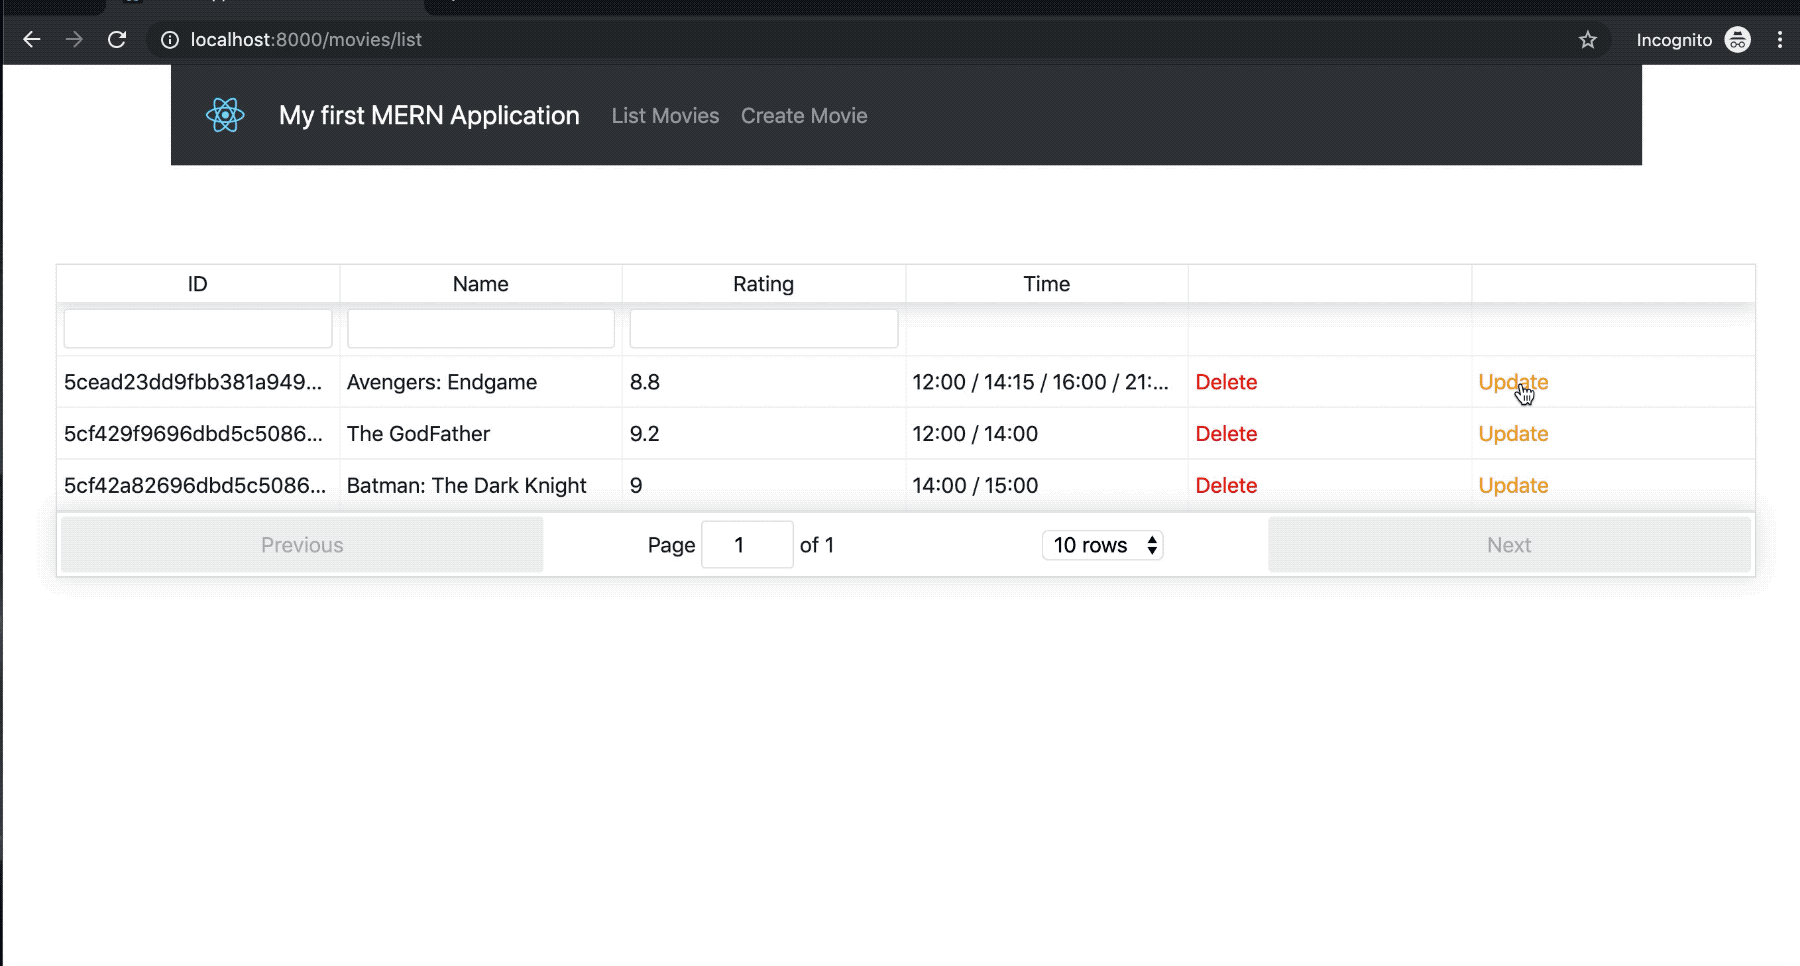 localhost:8000/movies/list
Incognito
My first MERN Application List Movies Create Movie
ID Name Rating Time
5cead23dd9fbb381a949... Avengers: Endgame 8.8 12:00 / 14:15 / 16:00 / 21:... Delete Update
5cf429f9696dbd5c5086... The GodFather 9.2 12:00 / 14:00 Delete Update
5cf42a82696dbd5c5086... Batman: The Dark Knight 9 14:00 / 15:00 Delete Update
Previous Page 1 of 1 10 rows Next